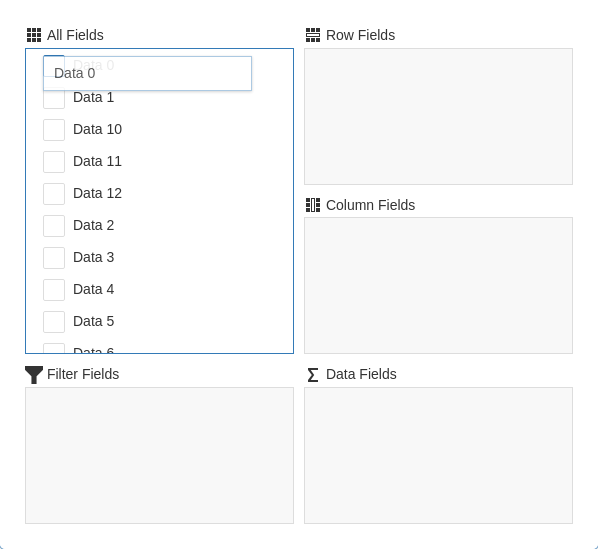 All Fields
Data 0
Data 0
Data 1
Data 10
Data 11
Data 12
Data 2
Data 3
Data 4
Data 5
Data 6
Row Fields
Column Fields
Filter Fields
Data Fields